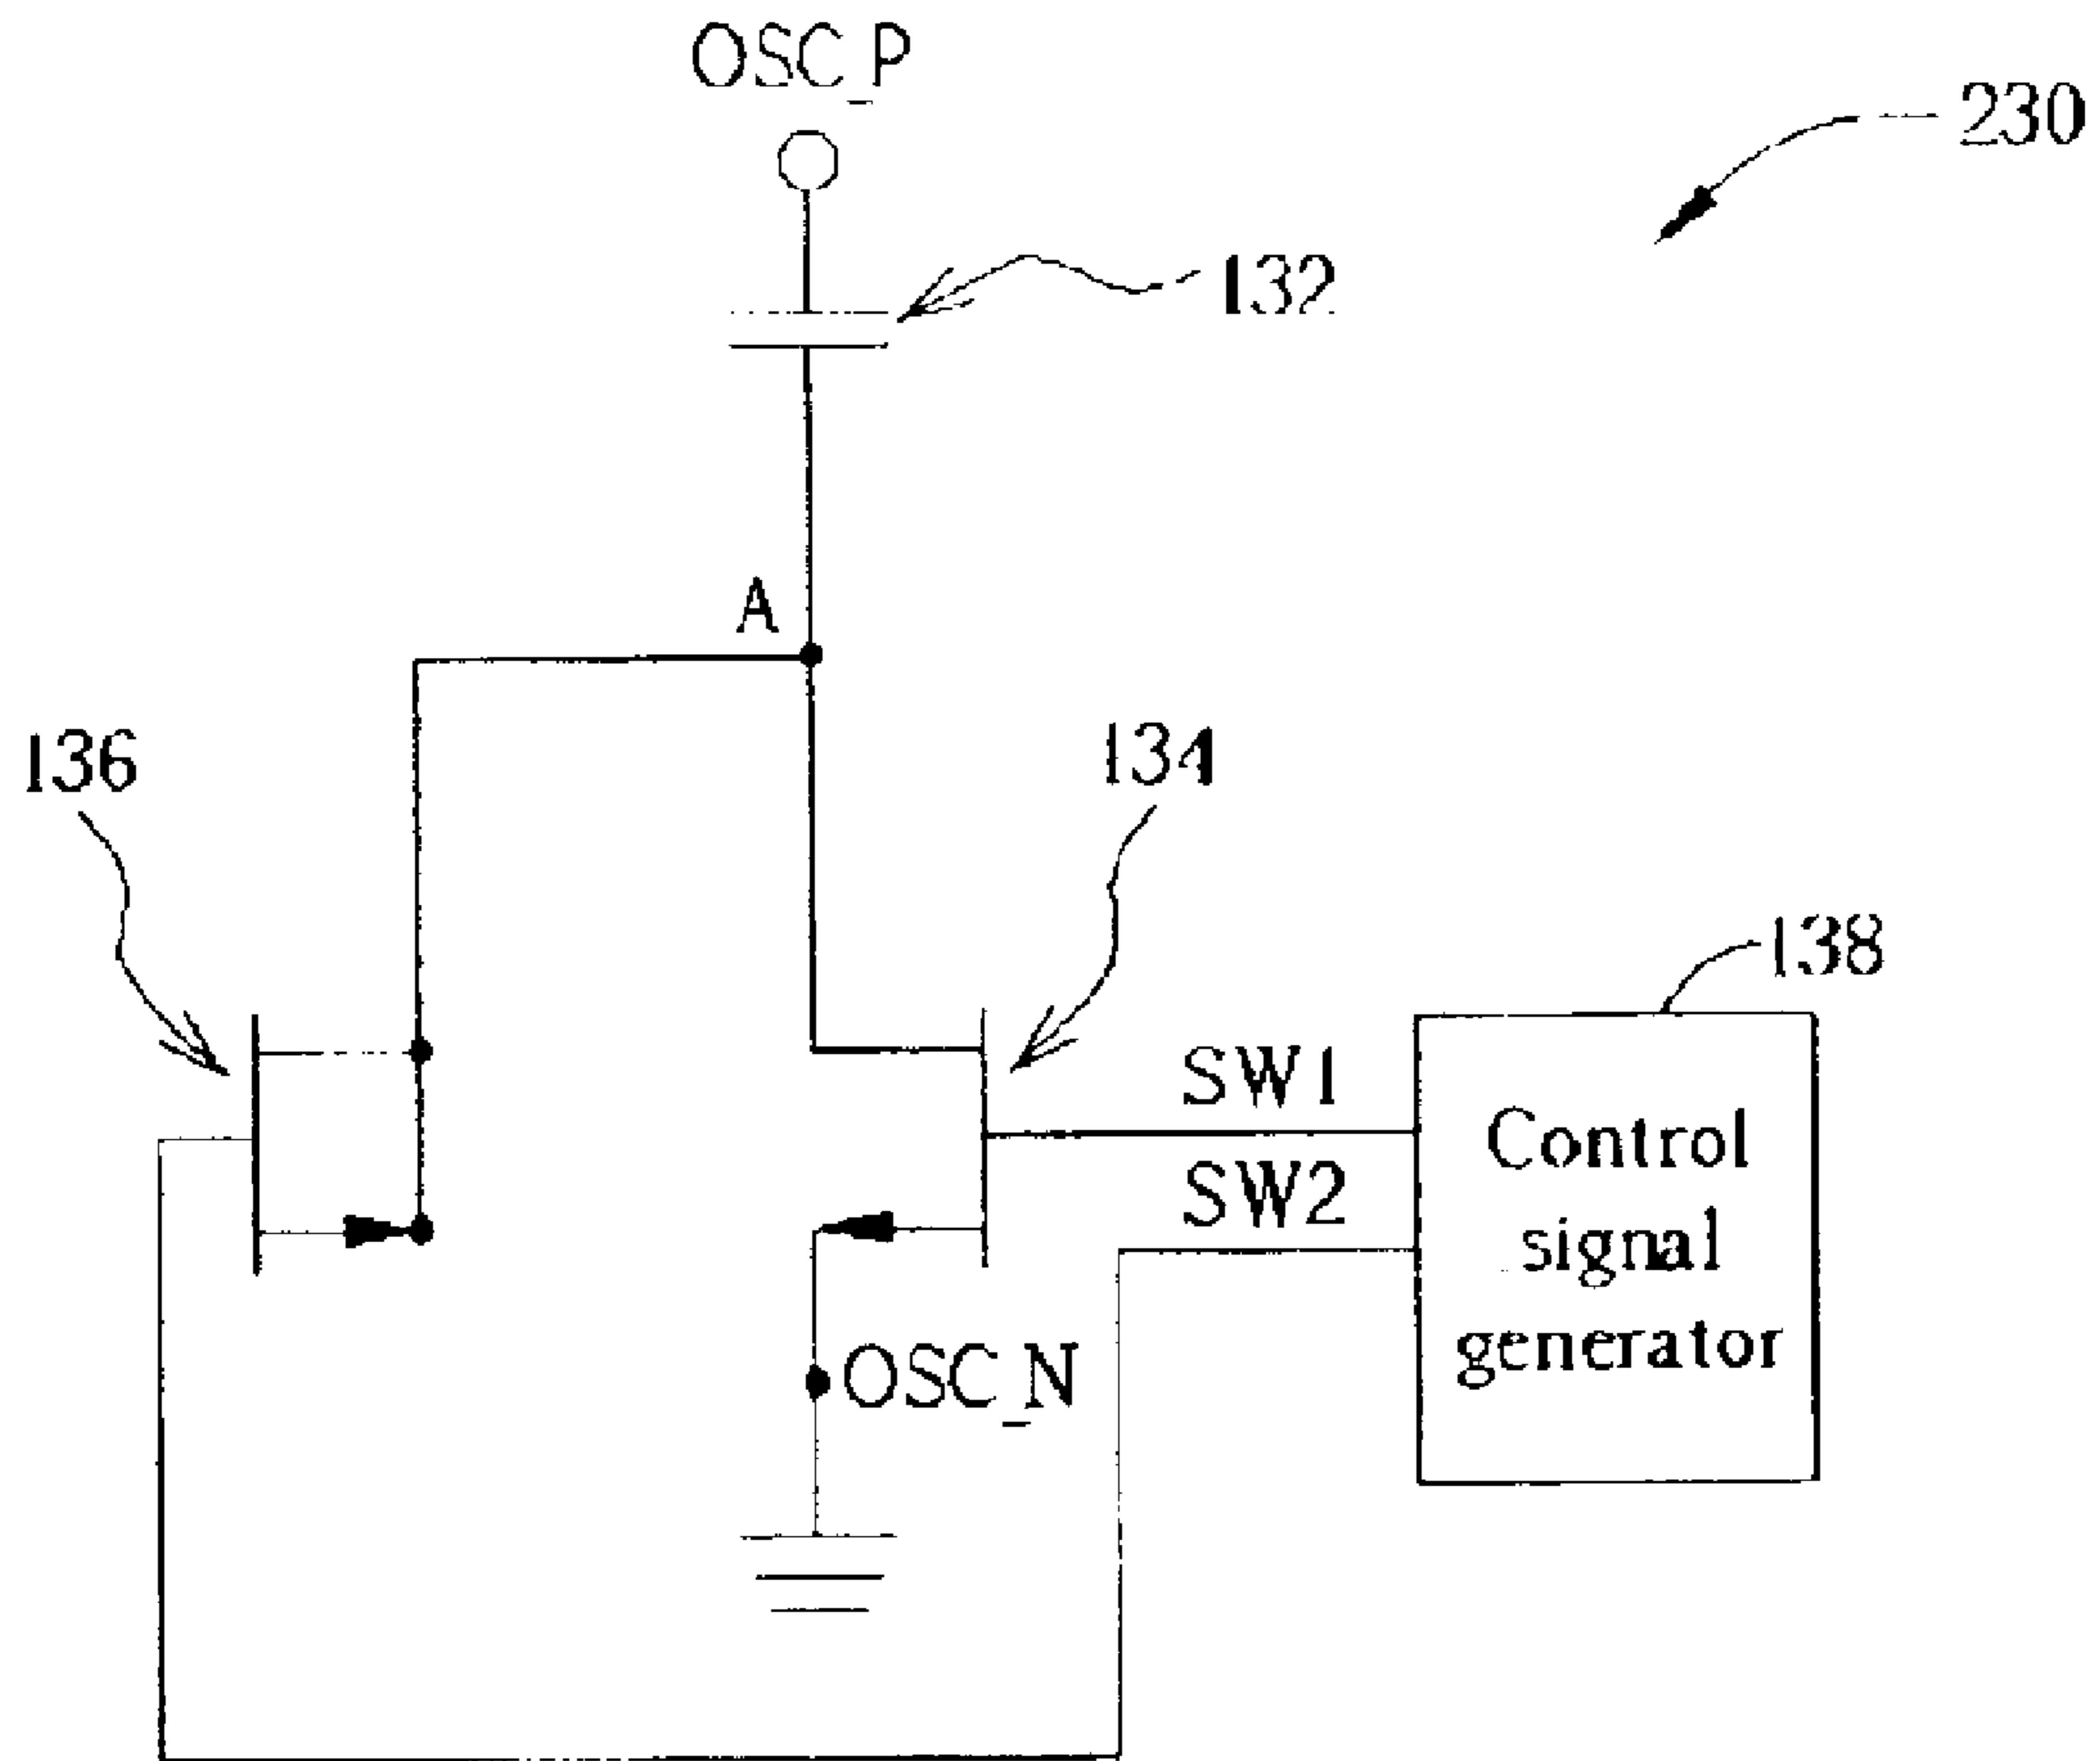 OSC_P
230
132
A
136
134
138
SW1
SW2
Control
signal
generator
OSC_N